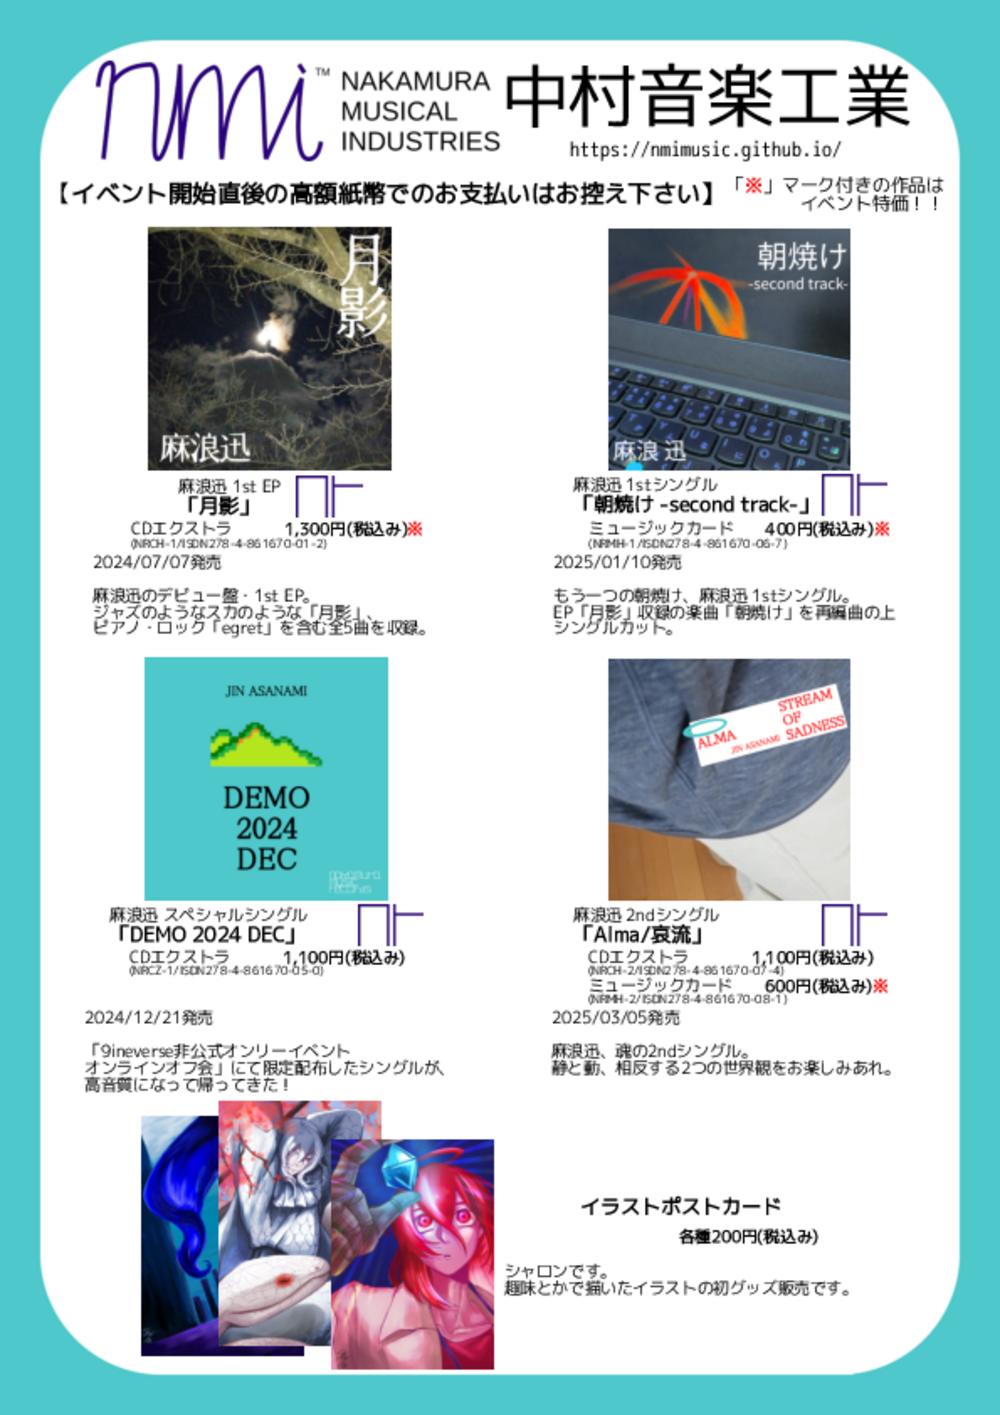 nmi™ NAKAMURA MUSICAL INDUSTRIES 中村音楽工業
https://nmimusic.github.io/
【イベント開始直後の高額紙幣でのお支払いはお控え下さい】
「※」マーク付きの作品は
イベント特価！！
月影
麻浪迅
麻浪迅 1st EP
「月影」
CDエクストラ 1,300円(税込み)※
(NRCH-1/ISDN278-4-861670-01-2)
2024/07/07発売
麻浪迅のデビュー盤・1st EP。
ジャズのようなスカのような「月影」、
ピアノ・ロック「egret」を含む全5曲を収録。
朝焼け
-second track-
麻浪 迅
麻浪迅 1stシングル
「朝焼け -second track-」
ミュージックカード 400円(税込み)※
(NRMH-1/ISDN278-4-861670-06-7)
2025/01/10発売
もう一つの朝焼け、麻浪迅 1stシングル。
EP「月影」収録の楽曲「朝焼け」を再編曲の上
シングルカット。
JIN ASANAMI
DEMO
2024
DEC
麻浪迅 スペシャルシングル
「DEMO 2024 DEC」
CDエクストラ 1,100円(税込み)
(NRCZ-1/ISDN278-4-861670-05-0)
2024/12/21発売
「9ineverse非公式オンリーイベント
オンラインオフ会」にて限定配布したシングルが、
高音質になって帰ってきた！
ALMA
JIN ASANAMI
STREAM
OF
SADNESS
麻浪迅 2ndシングル
「Alma/哀流」
CDエクストラ 1,100円(税込み)
(NRCH-2/ISDN278-4-861670-07-4)
ミュージックカード 600円(税込み)※
(NRMH-2/ISDN278-4-861670-08-1)
2025/03/05発売
麻浪迅、魂の2ndシングル。
静と動、相反する2つの世界観をお楽しみあれ。
イラストポストカード
各種200円(税込み)
シャロンです。
趣味とかで描いたイラストの初グッズ販売です。